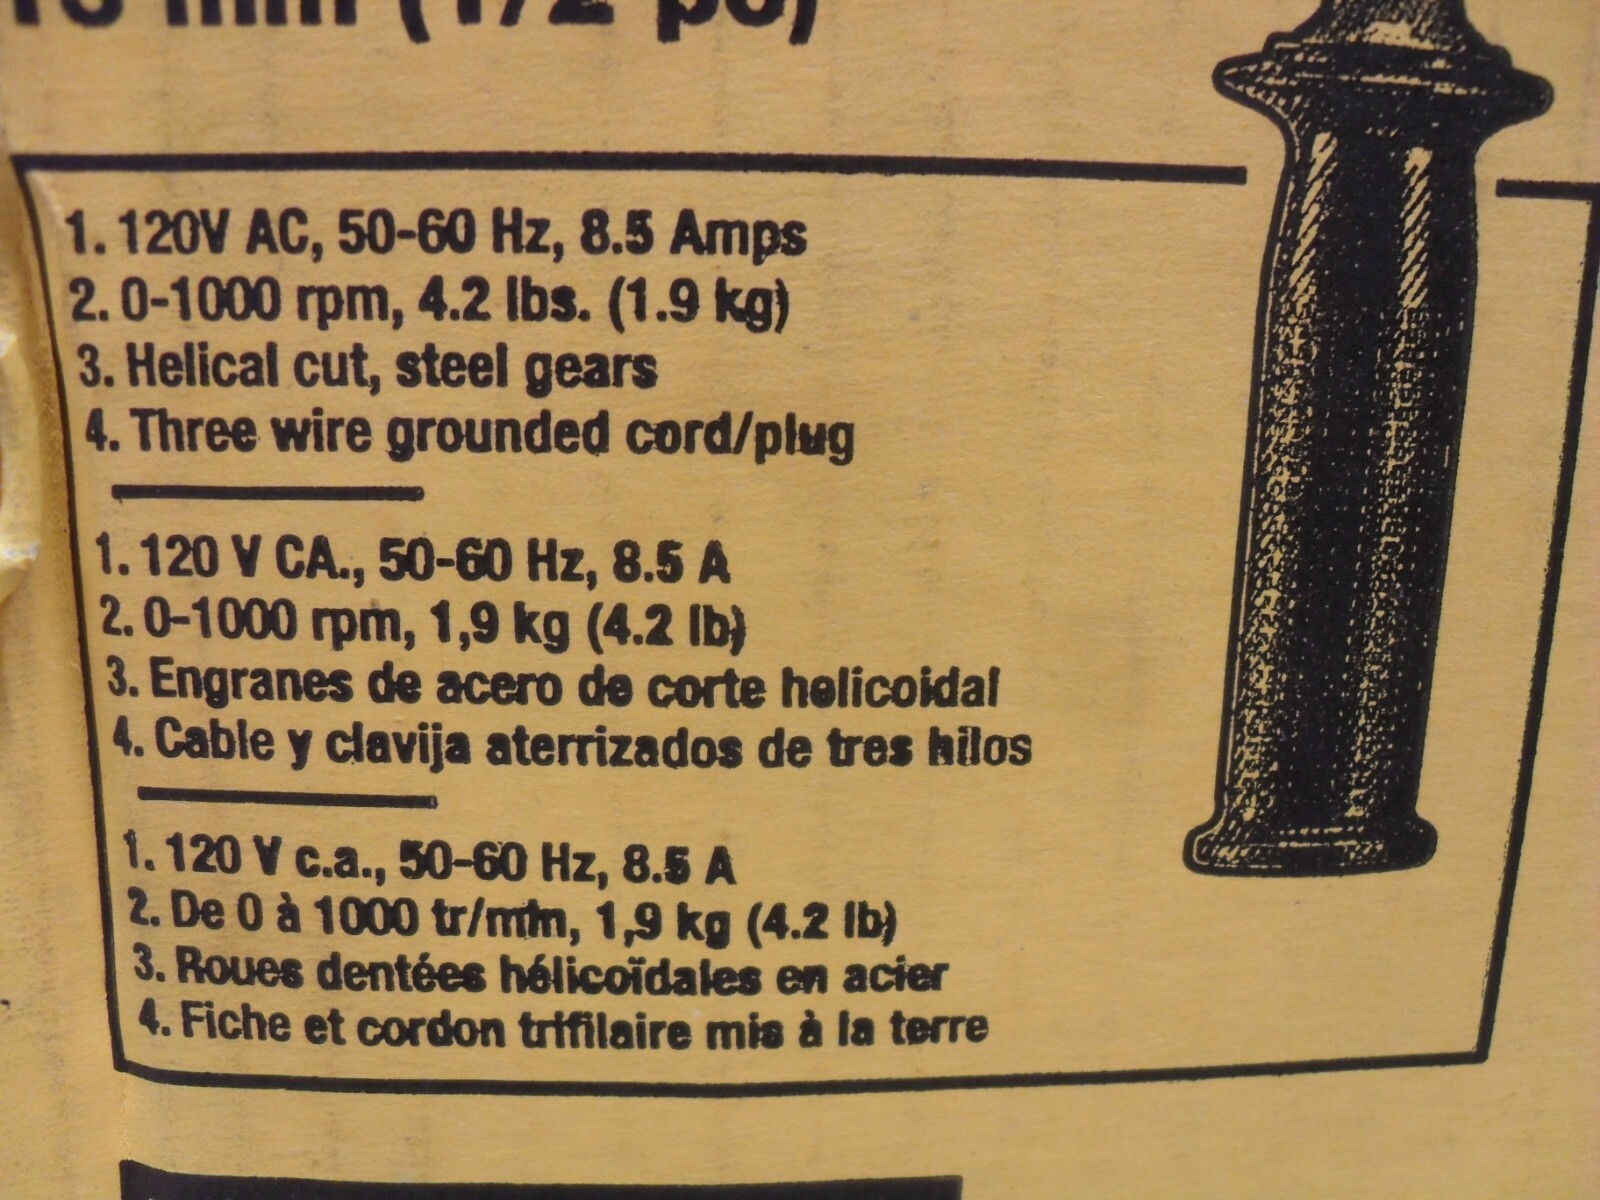 13 mm (1/2 po)
1. 120V AC, 50-60 Hz, 8.5 Amps
2. 0-1000 rpm, 4.2 lbs. (1.9 kg)
3. Helical cut, steel gears
4. Three wire grounded cord/plug
1. 120 V CA., 50-60 Hz, 8.5 A
2. 0-1000 rpm, 1,9 kg (4.2 lb)
3. Engranes de acero de corte helicoidal
4. Cable y clavija aterrizados de tres hilos
1. 120 V c.a., 50-60 Hz, 8.5 A
2. De 0 à 1000 tr/min, 1,9 kg (4.2 lb)
3. Roues dentées hélicoïdales en acier
4. Fiche et cordon trifilaire mis à la terre